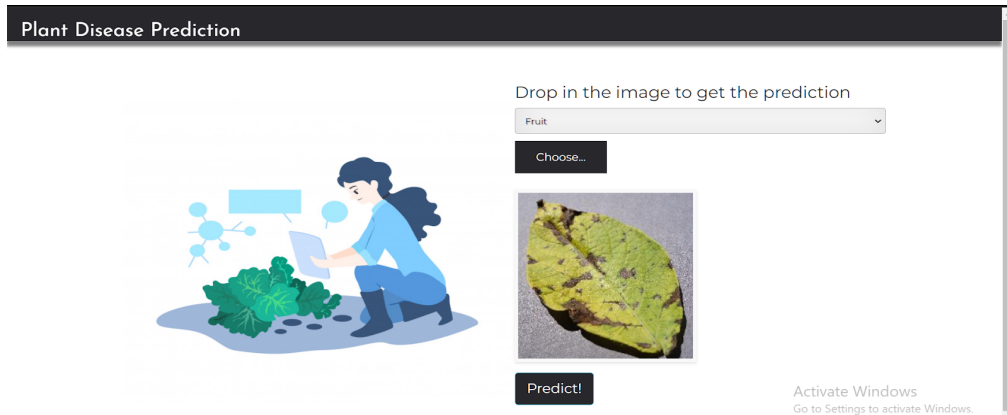 Plant Disease Prediction
Drop in the image to get the prediction
Fruit
Choose...
Predict!
Activate Windows
Go to Settings to activate Windows.